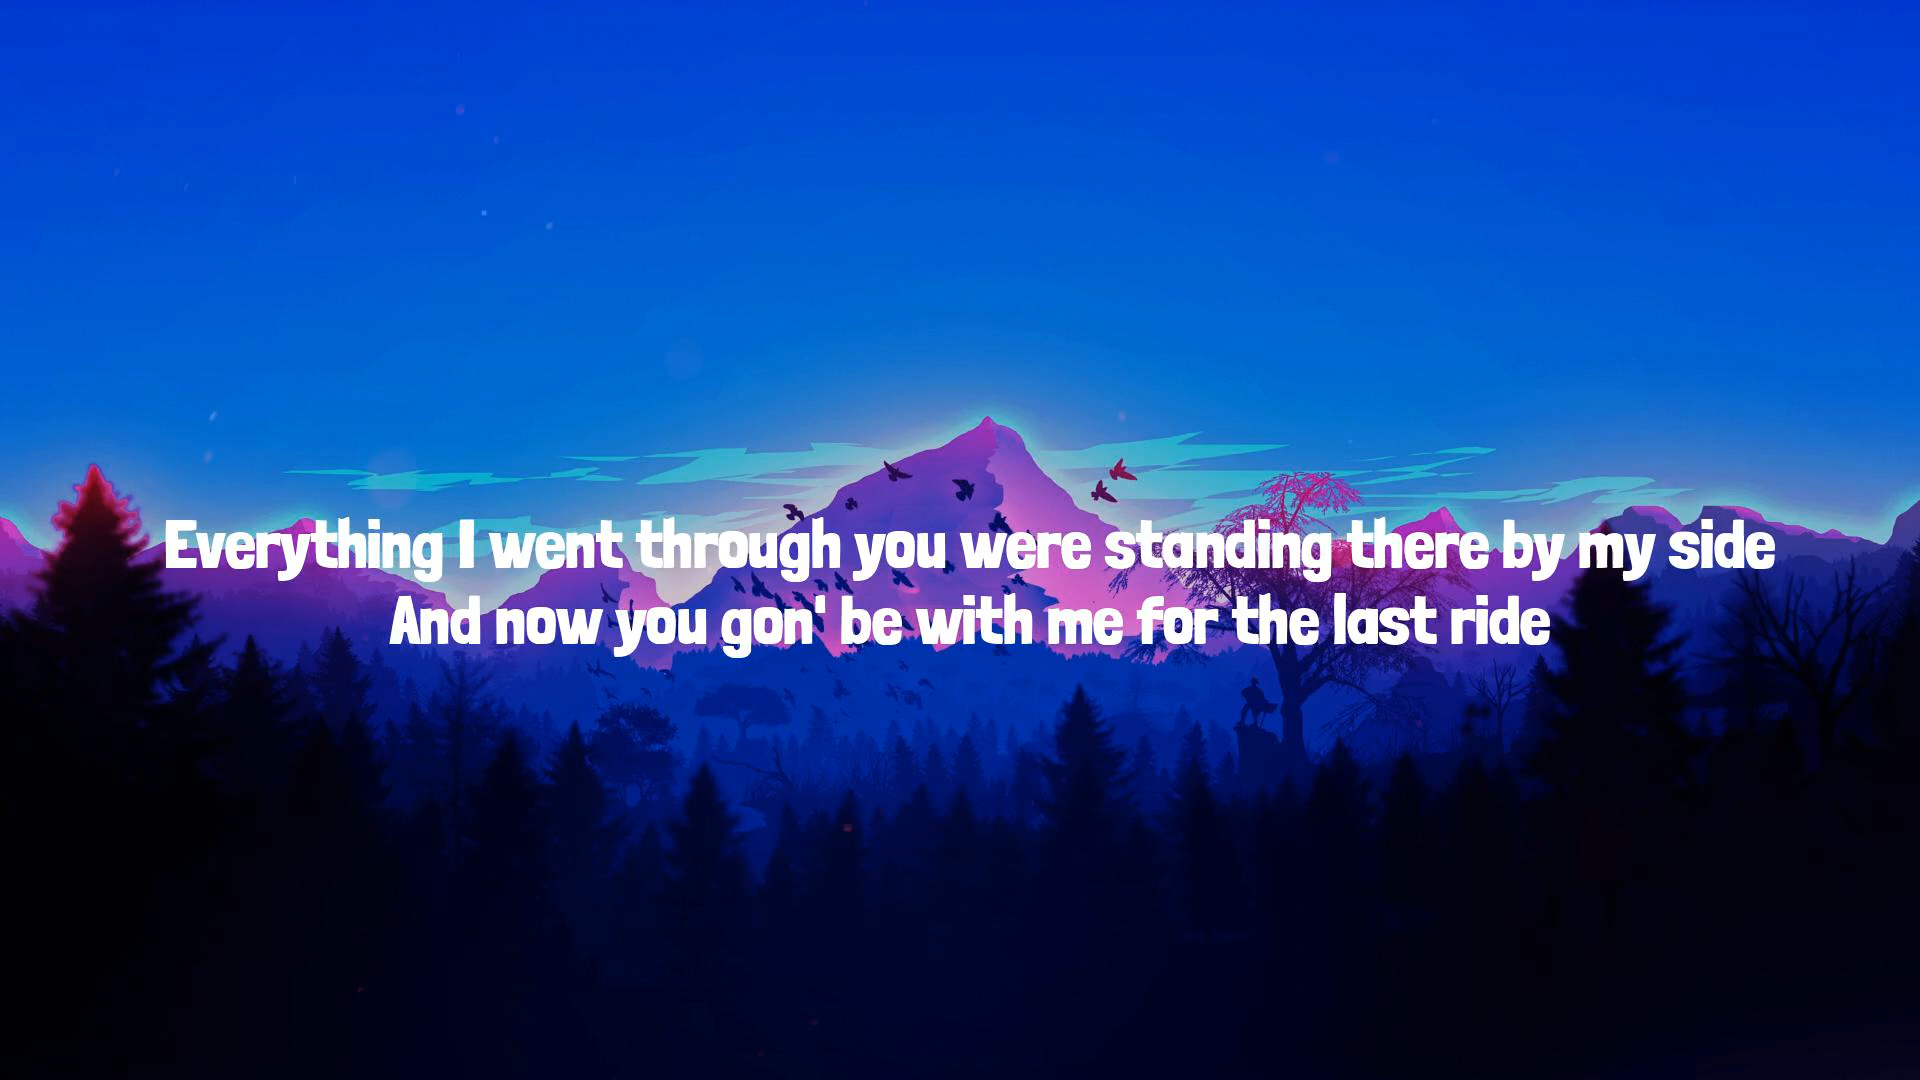 Everything I went through you were standing there by my side
And now you gon' be with me for the last ride